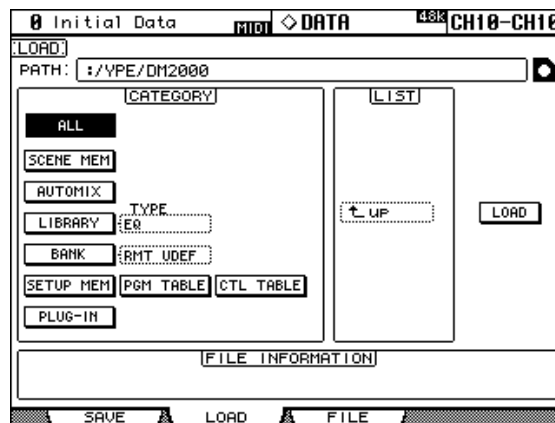 0 Initial Data MIDI ◇DATA 48K CH10-CH10
LOAD
PATH: :/YPE/DM2000
CATEGORY
LIST
ALL
SCENE MEM
AUTOMIX
TYPE
LIBRARY EQ
UP
LOAD
BANK RMT UDEF
SETUP MEM PGM TABLE CTL TABLE
PLUG-IN
FILE INFORMATION
SAVE LOAD FILE